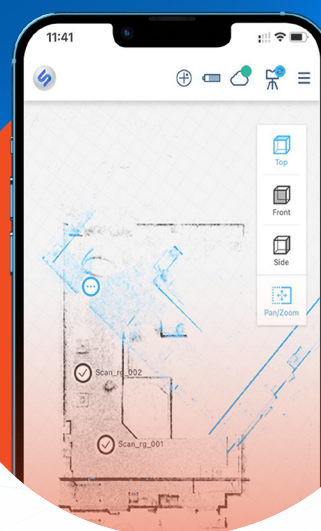 11:41
Top
Front
Side
Pan/Zoom
Scan_rg_002
Scan_rg_001